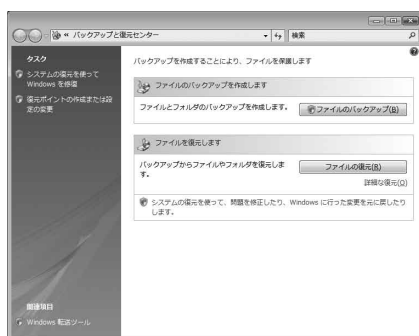 « バックアップと復元センター
検索
タスク
システムの復元を使って
Windows を修復
復元ポイントの作成または設
定の変更
関連項目
Windows 転送ツール
バックアップを作成することにより、ファイルを保護します
ファイルのバックアップを作成します
ファイルとフォルダのバックアップを作成します。
ファイルのバックアップ(B)
ファイルを復元します
バックアップからファイルやフォルダを復元しま
す。
ファイルの復元(R)
詳細な復元(O)
システムの復元を使って、問題を修正したり、Windows に行った変更を元に戻したり
します。